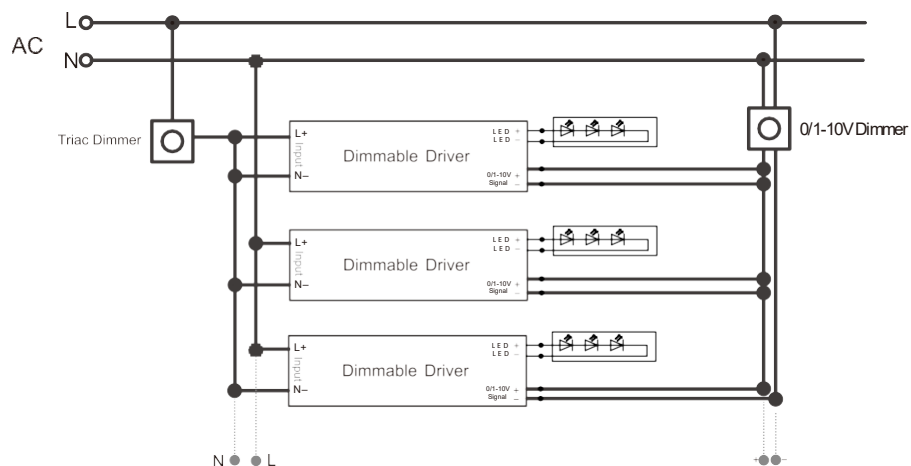 L
AC
N
Triac Dimmer
0/1-10V Dimmer
L+
Input
N–
Dimmable Driver
LED +
LED –
0/1-10V +
Signal –
L+
Input
N–
Dimmable Driver
LED +
LED –
0/1-10V +
Signal –
L+
Input
N–
Dimmable Driver
LED +
LED –
0/1-10V +
Signal –
N L
+ –